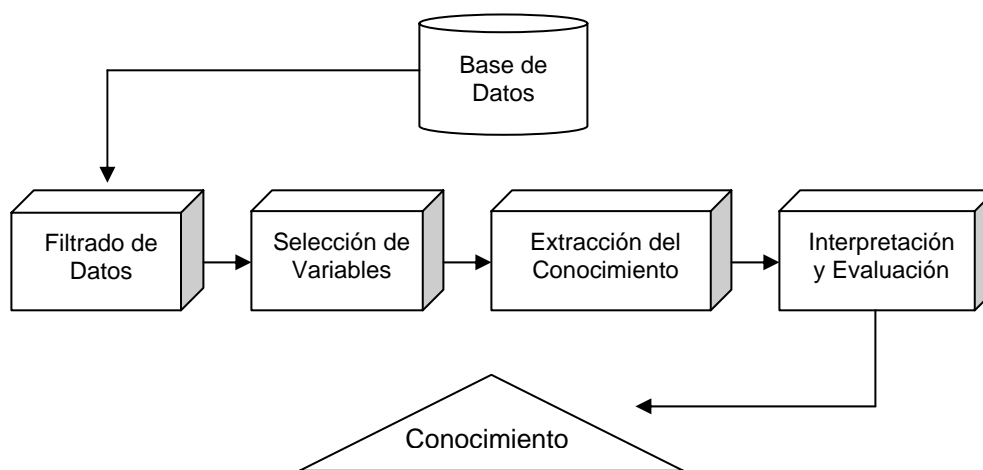 Base de
Datos
Filtrado de
Datos
Selección de
Variables
Extracción del
Conocimiento
Interpretación
y Evaluación
Conocimiento